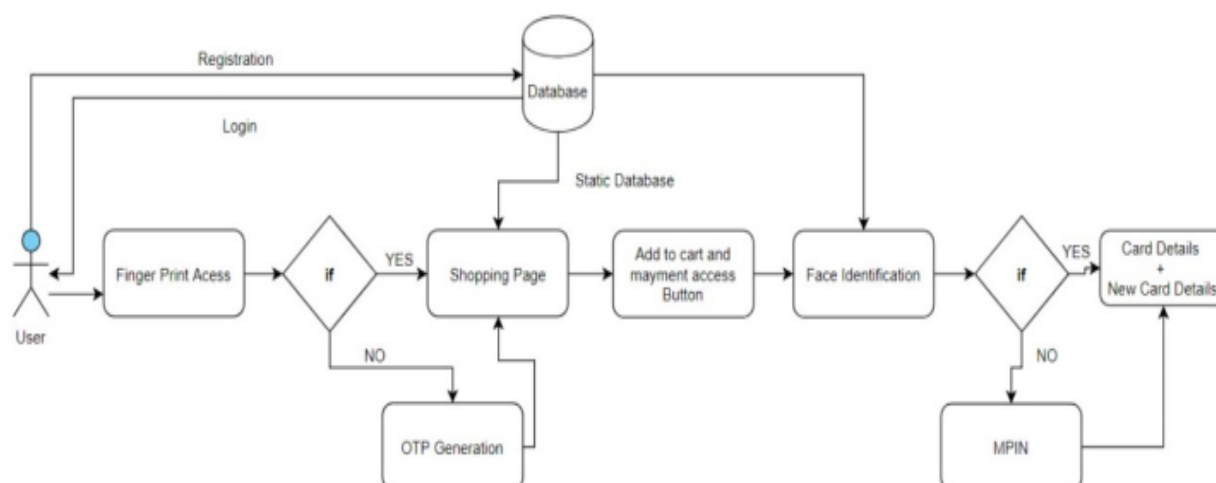 Registration
Database
Login
Static Database
User
Finger Print Acess
if
YES
NO
OTP Generation
Shopping Page
Add to cart and
mayment access
Button
Face Identification
if
YES
NO
MPIN
Card Details
+
New Card Details